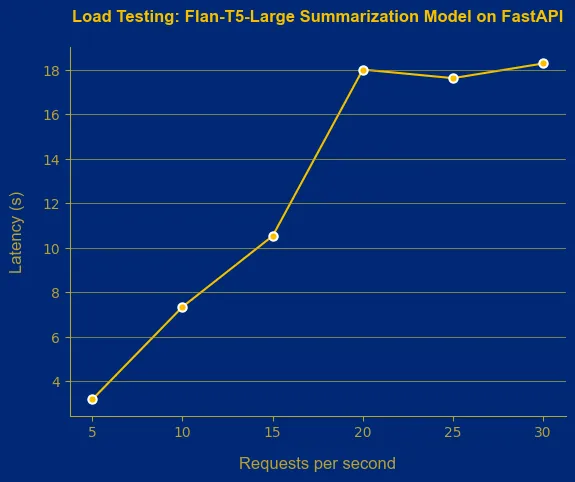 Load Testing: Flan-T5-Large Summarization Model on FastAPI
18
16
14
12
10
8
6
4
Latency (s)
5 10 15 20 25 30
Requests per second